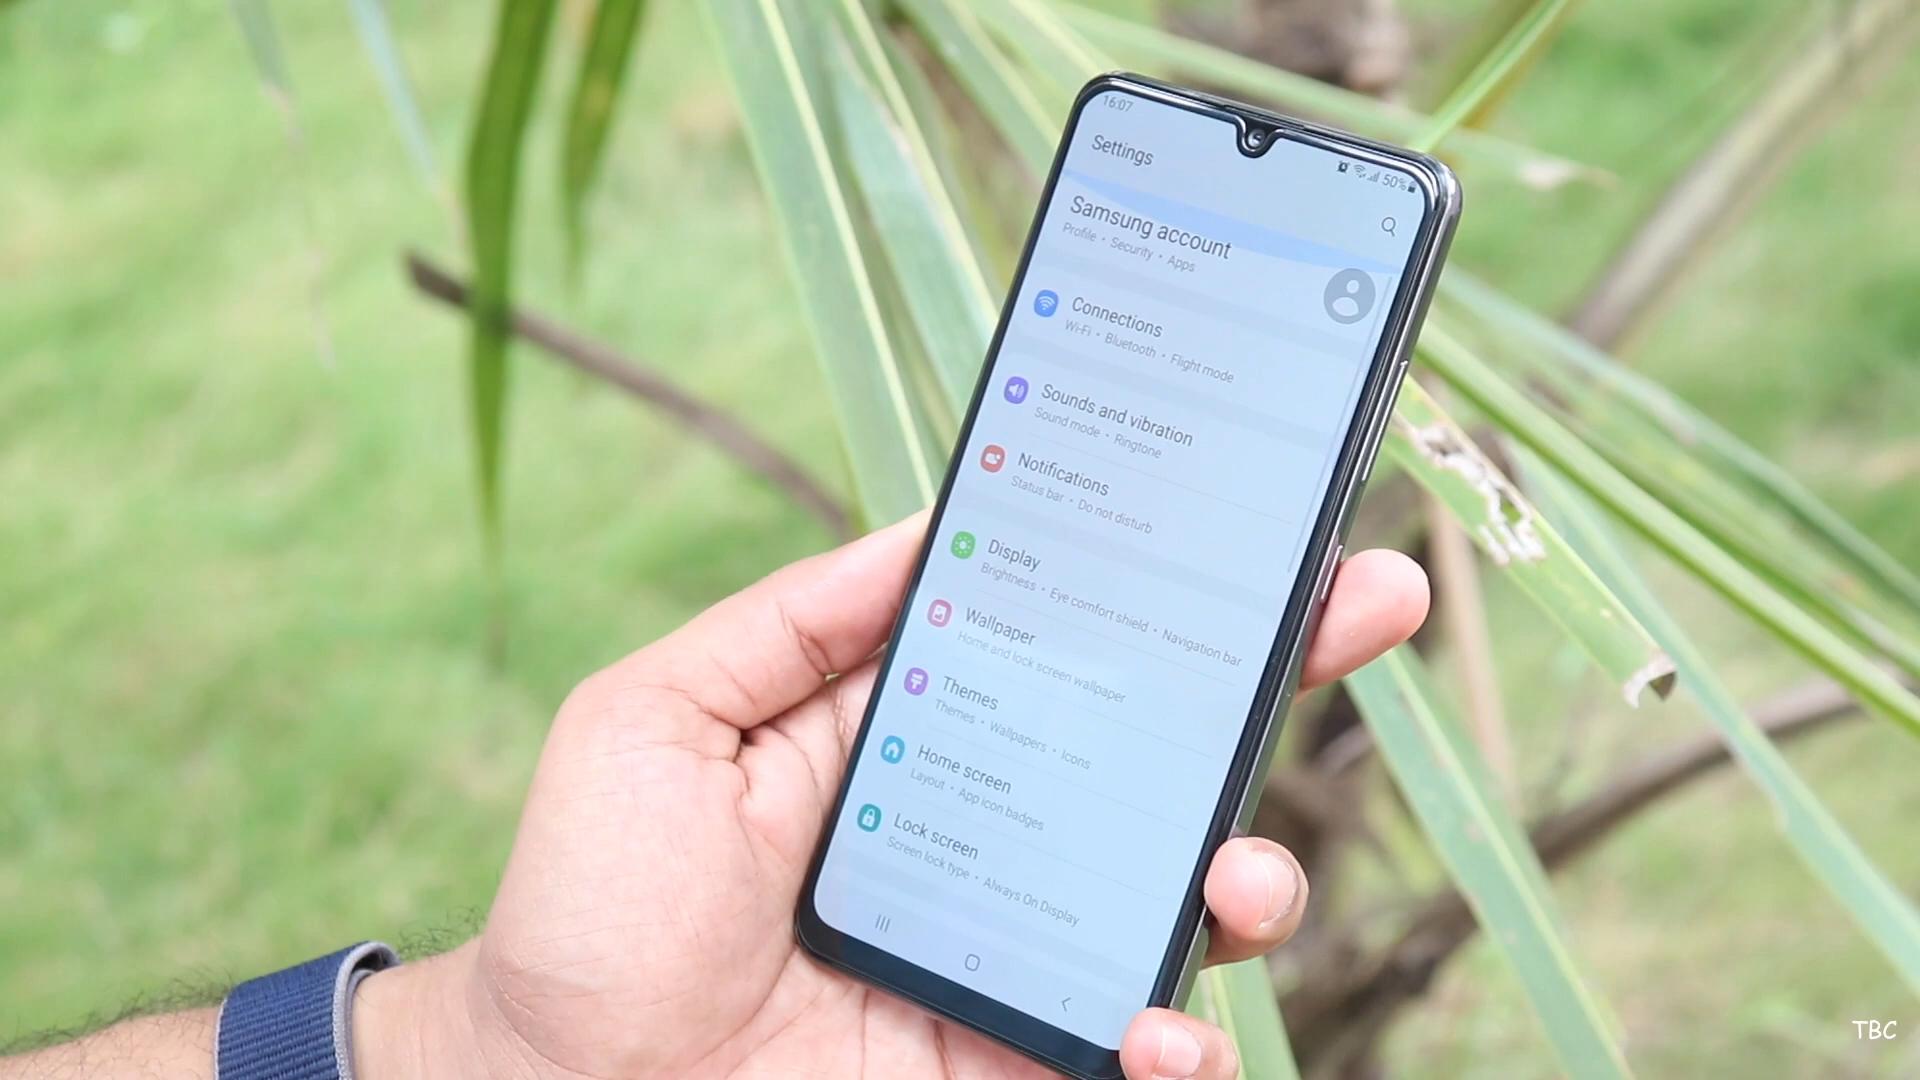 16:07
50%
Settings
Samsung account
Profile • Security • Apps
Connections
Wi-Fi • Bluetooth • Flight mode
Sounds and vibration
Sound mode • Ringtone
Notifications
Status bar • Do not disturb
Display
Brightness • Eye comfort shield • Navigation bar
Wallpaper
Home and lock screen wallpaper
Themes
Themes • Wallpapers • Icons
Home screen
Layout • App icon badges
Lock screen
Screen lock type • Always On Display
TBC